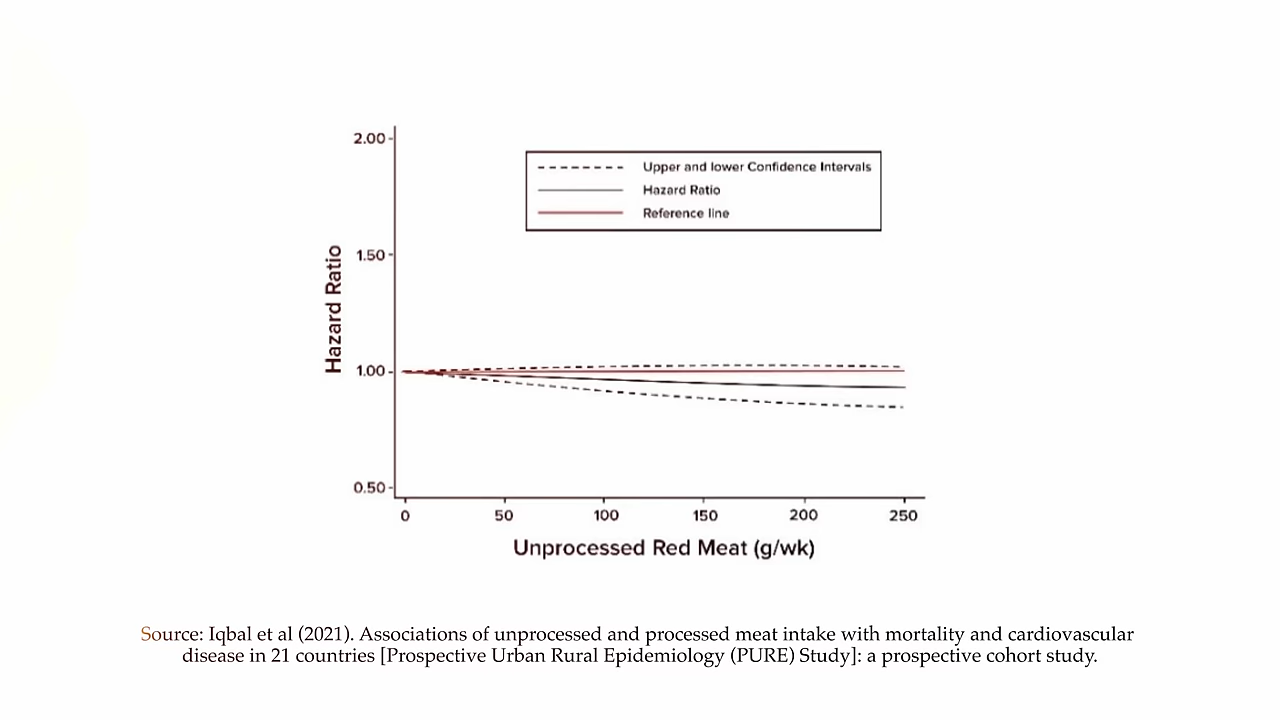 2.00
Upper and lower Confidence Intervals
Hazard Ratio
Reference line
1.50
Hazard Ratio
1.00
0.50
0 50 100 150 200 250
Unprocessed Red Meat (g/wk)
Source: Iqbal et al (2021). Associations of unprocessed and processed meat intake with mortality and cardiovascular
disease in 21 countries [Prospective Urban Rural Epidemiology (PURE) Study]: a prospective cohort study.